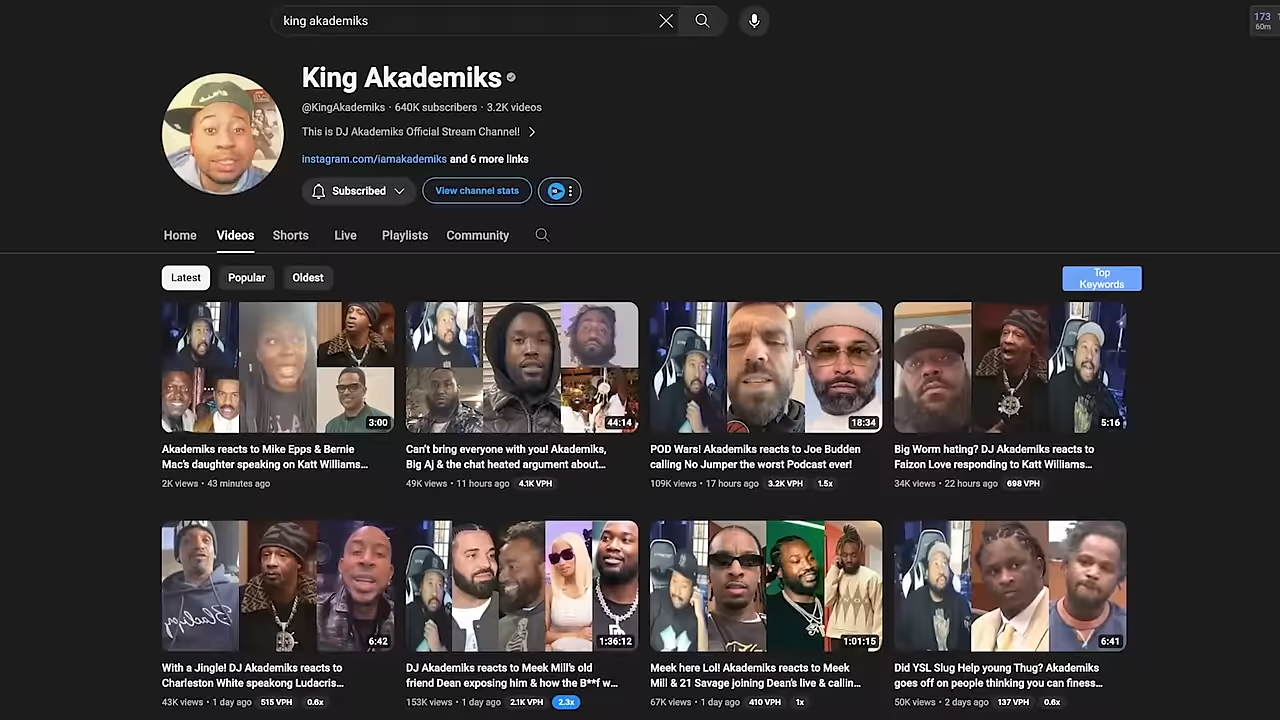 king akademiks
173
60m
King Akademiks
@KingAkademiks · 640K subscribers · 3.2K videos
This is DJ Akademiks Official Stream Channel!
instagram.com/iamakademiks and 6 more links
Subscribed
View channel stats
Home Videos Shorts Live Playlists Community
Latest Popular Oldest
Top
Keywords
3:00
44:14
18:34
5:16
Akademiks reacts to Mike Epps & Bernie
Mac's daughter speaking on Katt Williams...
2K views · 43 minutes ago
Can't bring everyone with you! Akademiks,
Big Aj & the chat heated argument about...
49K views · 11 hours ago 4.1K VPH
POD Wars! Akademiks reacts to Joe Budden
calling No Jumper the worst Podcast ever!
109K views · 17 hours ago 3.2K VPH 1.5x
Big Worm hating? DJ Akademiks reacts to
Faizon Love responding to Katt Williams...
34K views · 22 hours ago 698 VPH
6:42
1:36:12
1:01:15
6:41
With a Jingle! DJ Akademiks reacts to
Charleston White speakong Ludacris...
43K views · 1 day ago 515 VPH 0.6x
DJ Akademiks reacts to Meek Mill's old
friend Dean exposing him & how the B**f w...
153K views · 1 day ago 2.1K VPH 2.3x
Meek here Lol! Akademiks reacts to Meek
Mill & 21 Savage joining Dean's live & callin...
67K views · 1 day ago 410 VPH 1x
Did YSL Slug Help young Thug? Akademiks
goes off on people thinking you can finess...
50K views · 2 days ago 137 VPH 0.6x